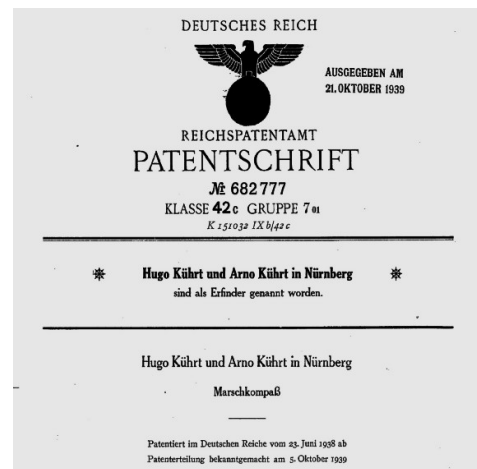 DEUTSCHES REICH
AUSGEGEBEN AM
21. OKTOBER 1939
REICHSPATENTAMT
PATENTSCHRIFT
№ 682777
KLASSE 42c GRUPPE 7 01
K 151032 IX b/42 c
Hugo Kührt und Arno Kührt in Nürnberg
sind als Erfinder genannt worden.
Hugo Kührt und Arno Kührt in Nürnberg
Marschkompaß
Patentiert im Deutschen Reiche vom 23. Juni 1938 ab
Patenterteilung bekanntgemacht am 5. Oktober 1939